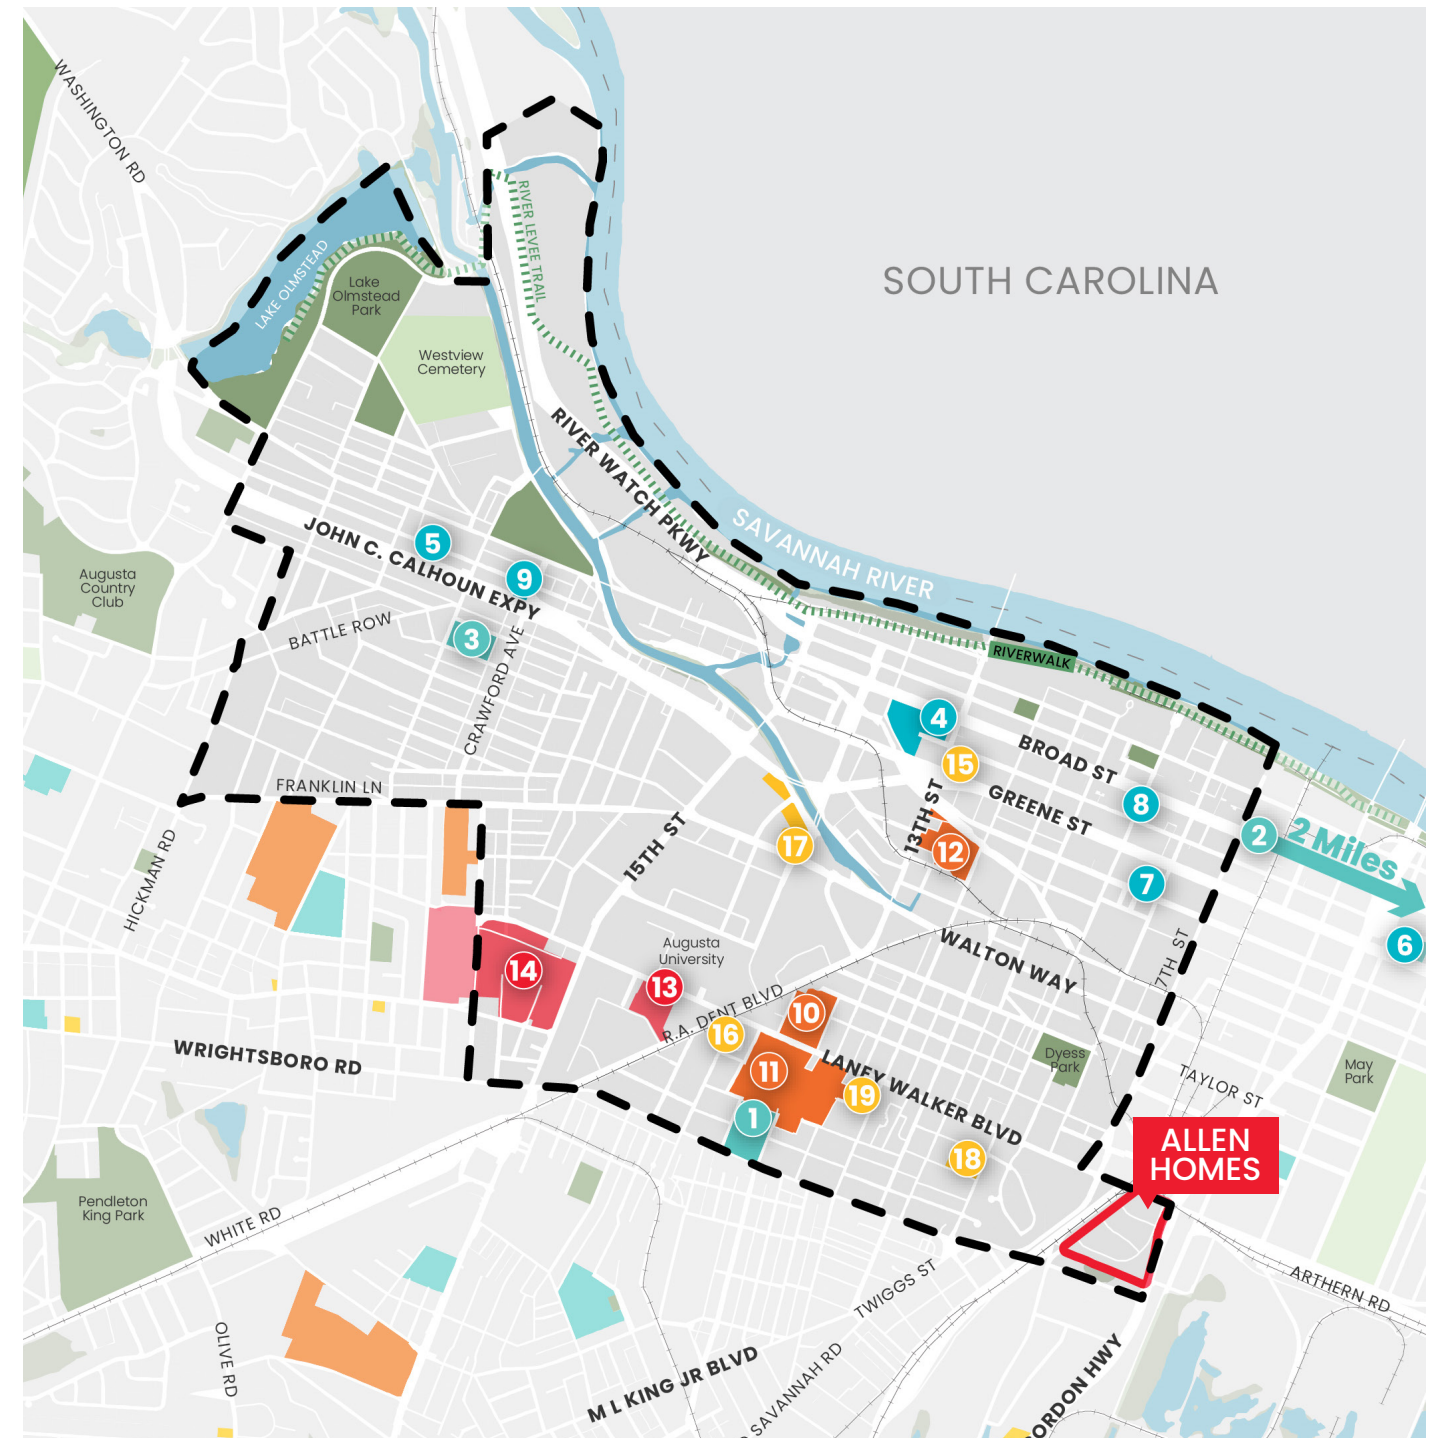 WASHINGTON RD
RIVER LEVEE TRAIL
LAKE OLMSTEAD
Lake
Olmstead
Park
SOUTH CAROLINA
Westview
Cemetery
RIVER WATCH PKWY
SAVANNAH RIVER
JOHN C. CALHOUN EXPY
5
9
Augusta
Country
Club
BATTLE ROW
3
CRAWFORD AVE
RIVERWALK
4
BROAD ST
15
GREENE ST
8
FRANKLIN LN
13TH ST
2
2 Miles
15TH ST
17
12
HICKMAN RD
7
6
Augusta
University
WALTON WAY
7TH ST
14
13
R.A. DENT BLVD
10
16
WRIGHTSBORO RD
11
LANEY WALKER BLVD
19
Dyess
Park
May
Park
TAYLOR ST
1
18
ALLEN
HOMES
Pendleton
King Park
WHITE RD
TWIGGS ST
ARTHERN RD
OLIVE RD
M L KING JR BLVD
SAVANNAH RD
ORDON HWY